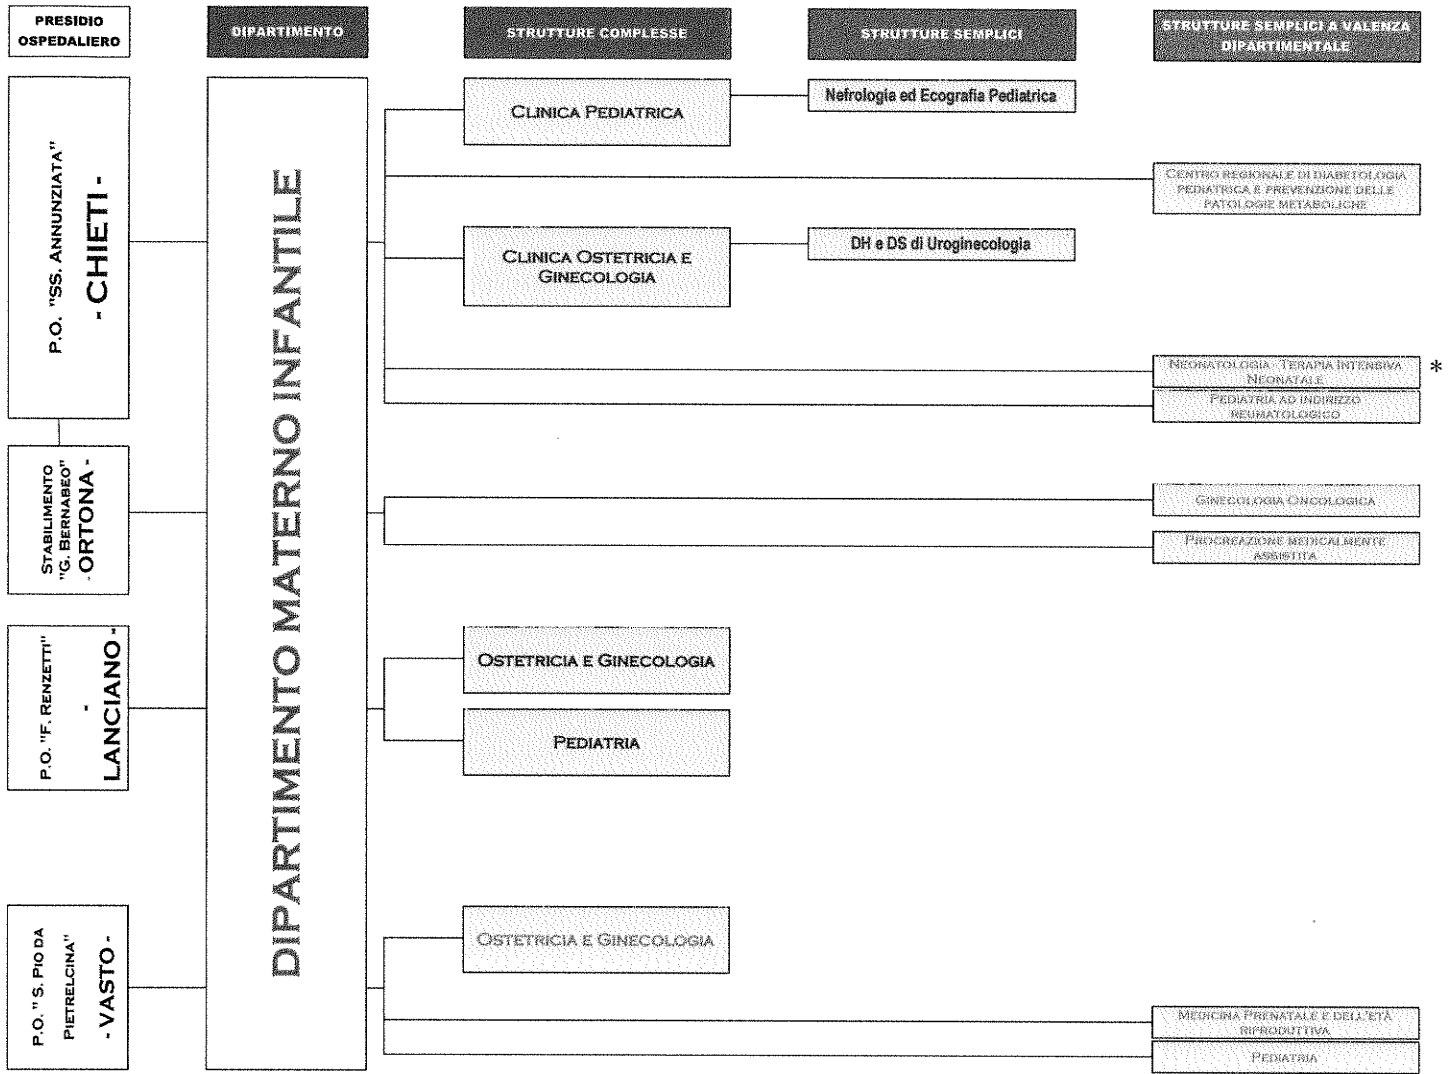 PRESIDIO
OSPEDALIERO
DIPARTIMENTO
STRUTTURE COMPLESSE
STRUTTURE SEMPLICI
STRUTTURE SEMPLICI A VALENZA
DIPARTIMENTALE
P.O. "SS. ANNUNZIATA"
- CHIETI -
DIPARTIMENTO MATERNO INFANTILE
CLINICA PEDIATRICA
Nefrologia ed Ecografia Pediatrica
CENTRO REGIONALE DI DIABETOLOGIA
PEDIATRICA E PREVENZIONE DELLE
PATOLOGIE METABOLICHE
CLINICA OSTETRICIA E
GINECOLOGIA
DH e DS di Uroginecologia
NEONATOLOGIA - TERAPIA INTENSIVA
NEONATALE
*
PEDIATRIA AD INDIRIZZO
REUMATOLOGICO
STABILIMENTO
"G. BERNABEO"
- ORTONA -
GINECOLOGIA ONCOLOGICA
PROCREAZIONE MEDICALMENTE
ASSISTITA
P.O. "F. RENZETTI"
-
LANCIANO -
OSTETRICIA E GINECOLOGIA
PEDIATRIA
P.O. " S. PIO DA
PIETRELCINA"
- VASTO -
OSTETRICIA E GINECOLOGIA
MEDICINA PRENATALE E DELL'ETÀ
RIPRODUTTIVA
PEDIATRIA